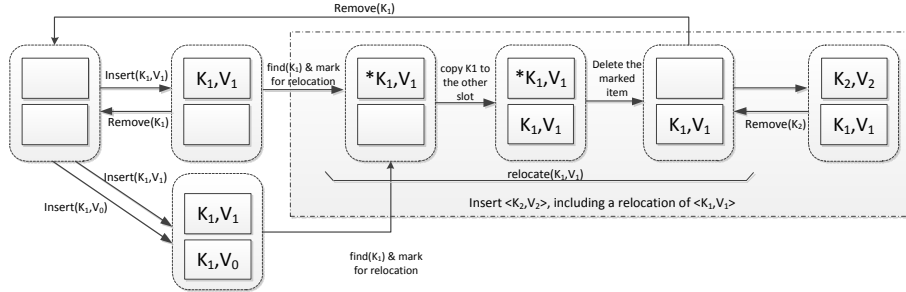 Remove(K1)
Insert(K1,V1)
Remove(K1)
K1,V1
find(K1) & mark
for relocation
*K1,V1
copy K1 to
the other
slot
*K1,V1
K1,V1
Delete the
marked
item
K1,V1
Remove(K2)
K2,V2
K1,V1
relocate(K1,V1)
Insert <K2,V2>, including a relocation of <K1,V1>
Insert(K1,V1)
Insert(K1,V0)
K1,V1
K1,V0
find(K1) & mark
for relocation